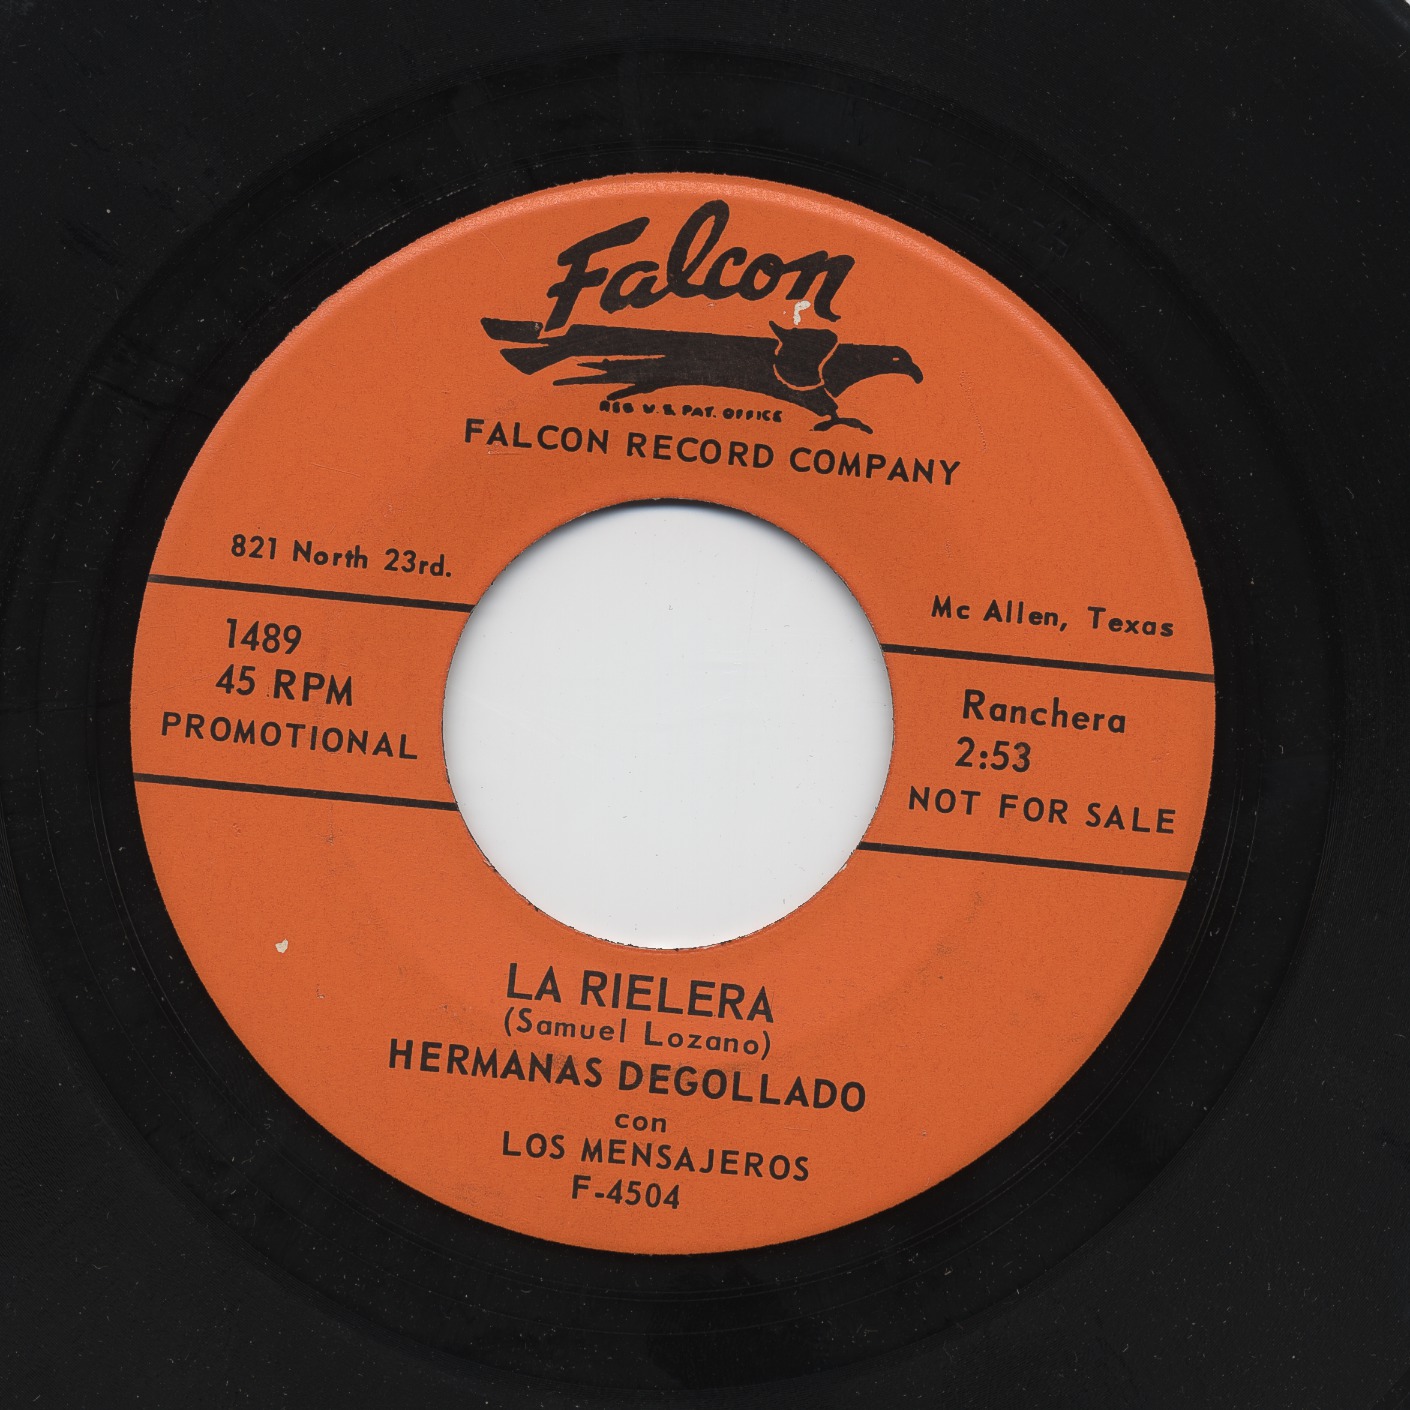 Falcon
REG U.S. PAT. OFFICE
FALCON RECORD COMPANY
821 North 23rd.
Mc Allen, Texas
1489
45 RPM
PROMOTIONAL
Ranchera
2:53
NOT FOR SALE
LA RIELERA
(Samuel Lozano)
HERMANAS DEGOLLADO
con
LOS MENSAJEROS
F-4504